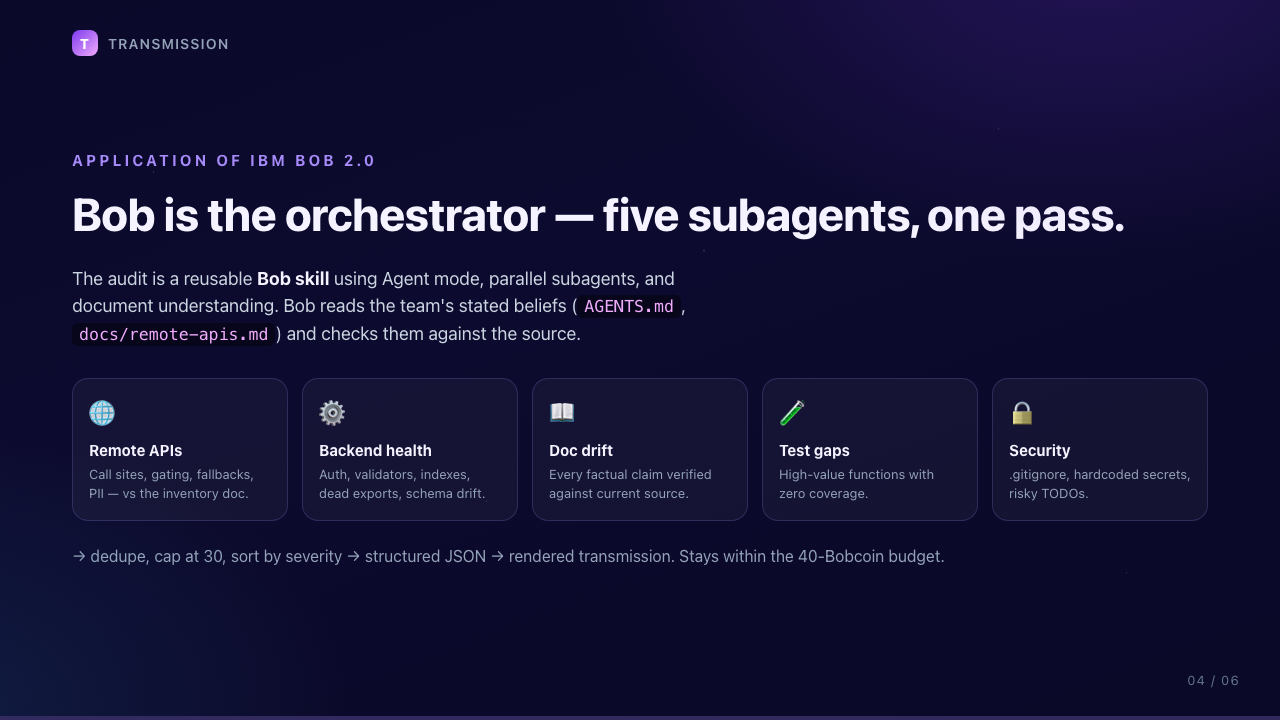 T TRANSMISSION
APPLICATION OF IBM BOB 2.0
Bob is the orchestrator — five subagents, one pass.
The audit is a reusable Bob skill using Agent mode, parallel subagents, and
document understanding. Bob reads the team's stated beliefs ( AGENTS.md ,
docs/remote-apis.md ) and checks them against the source.
Remote APIs
Call sites, gating, fallbacks,
PII — vs the inventory doc.
Backend health
Auth, validators, indexes,
dead exports, schema drift.
Doc drift
Every factual claim verified
against current source.
Test gaps
High-value functions with
zero coverage.
Security
.gitignore, hardcoded secrets,
risky TODOs.
→ dedupe, cap at 30, sort by severity → structured JSON → rendered transmission. Stays within the 40-Bobcoin budget.
04 / 06